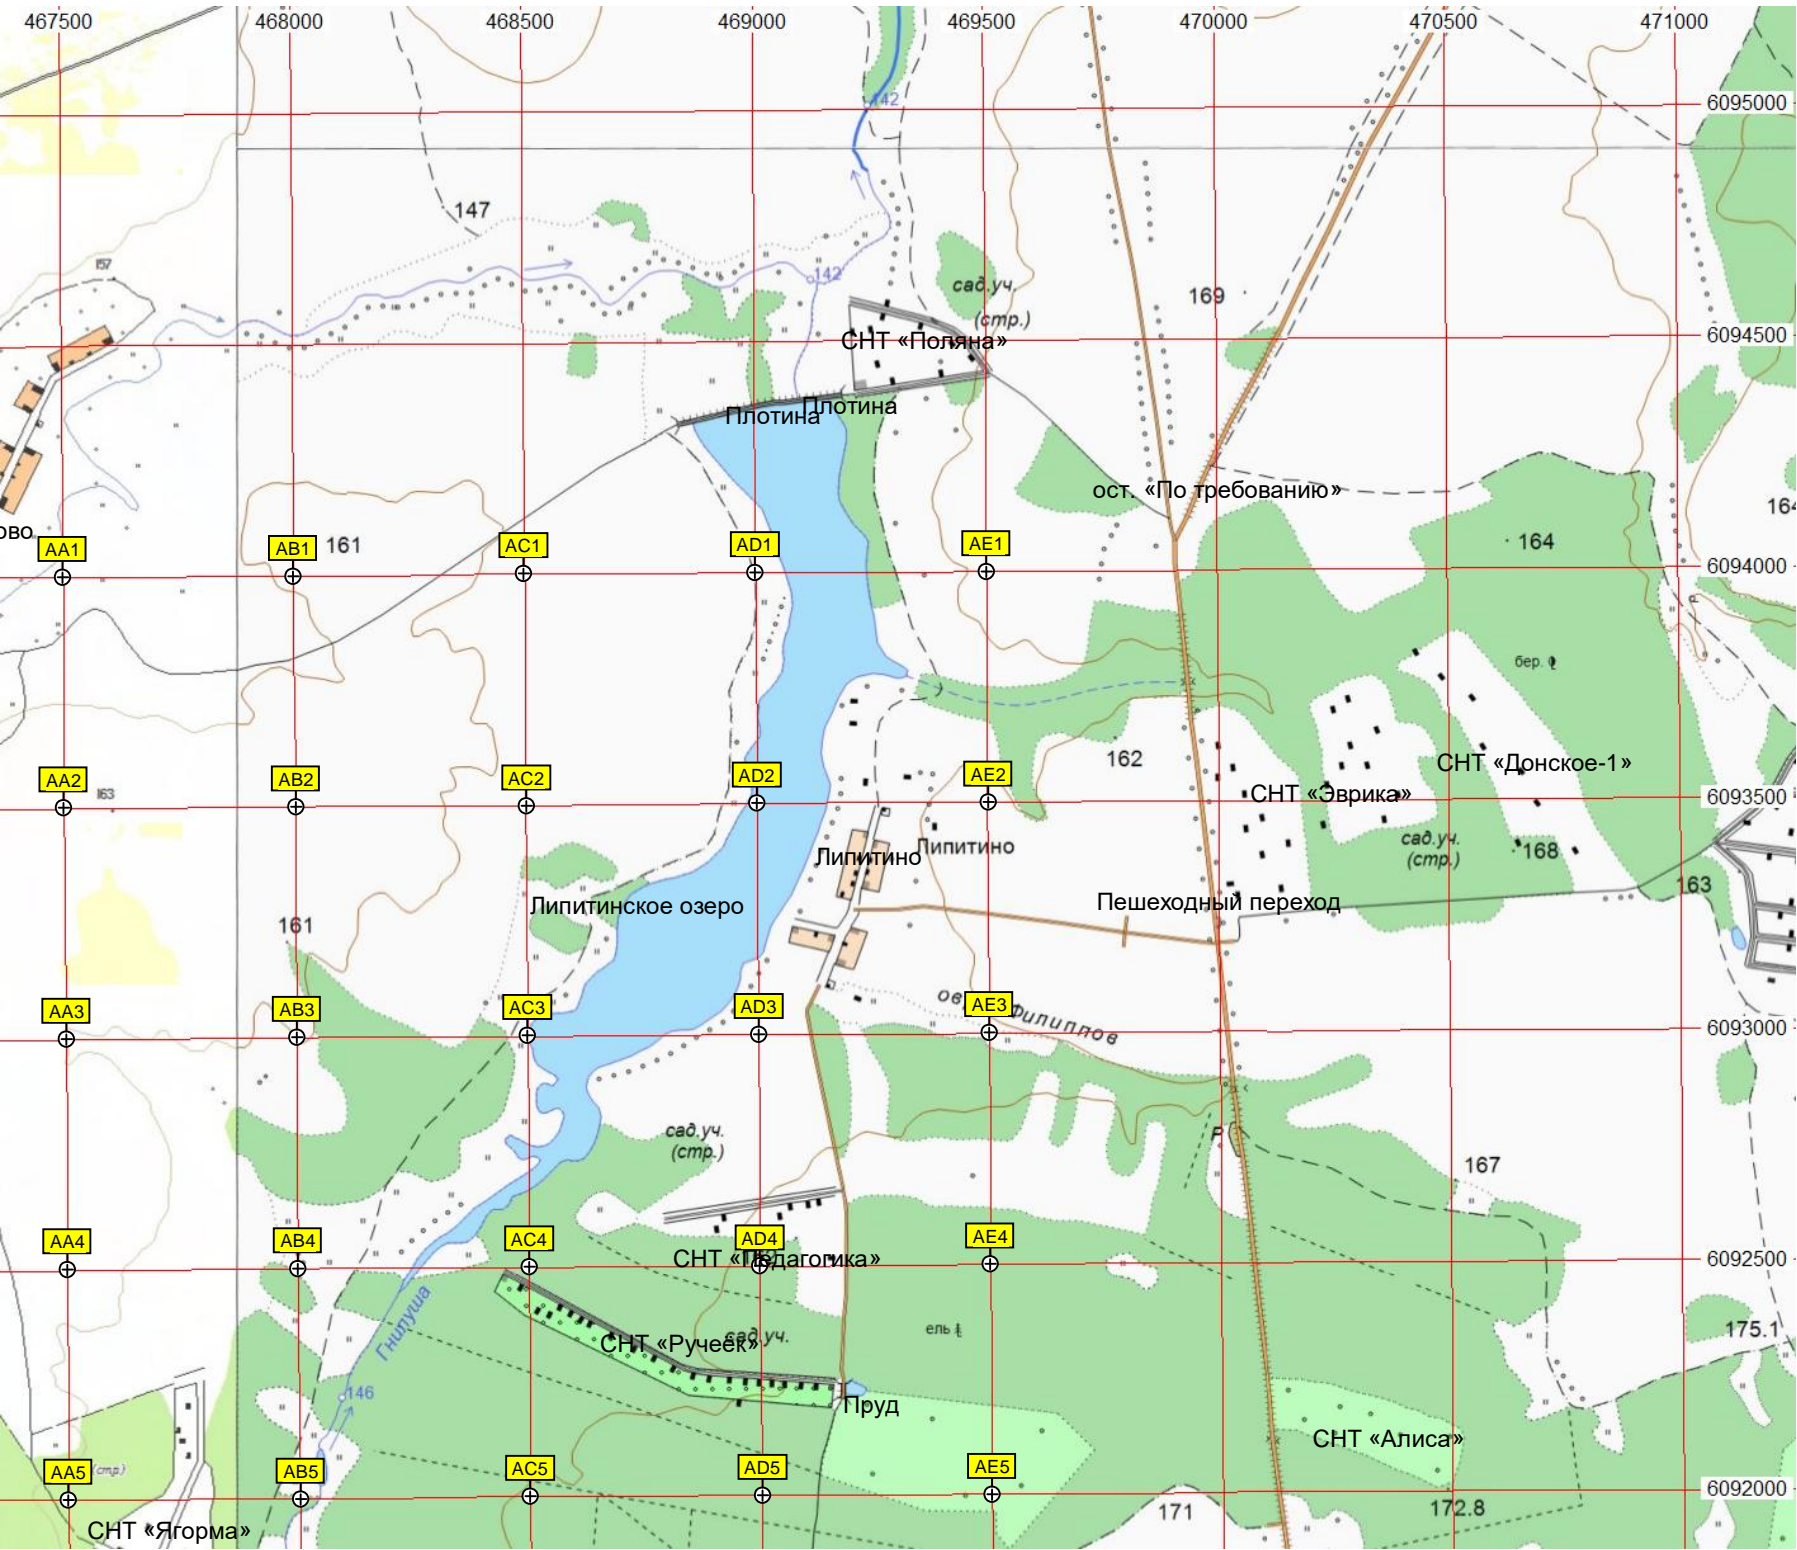 467500 468000 468500 469000 469500 470000 470500 471000
142
6095000
147
142
157
сад.уч.
(стр.)
169
СНТ «Поляна»
6094500
Плотина
Плотина
ост. «По требованию»
164
ово
161
164
AA1 AB1 AC1 AD1 AE1
6094000
бер.
162
СНТ «Донское-1»
AA2 AB2 AC2 AD2 AE2
163
СНТ «Эврика»
6093500
сад.уч.
(стр.)
Липитино
Липитино
168
163
Липитинское озеро
Пешеходный переход
161
AA3 AB3 AC3 AD3 AE3
Филиппов
6093000
сад.уч.
(стр.)
Р
167
AA4 AB4 AC4 AD4 AE4
СНТ «Педагогика»
6092500
Гнилуша
ель
175.1
сад.уч.
СНТ «Ручеёк»
146
Пруд
СНТ «Алиса»
AA5 AB5 AC5 AD5 AE5
(стр.)
6092000
171
172.8
СНТ «Ягорма»